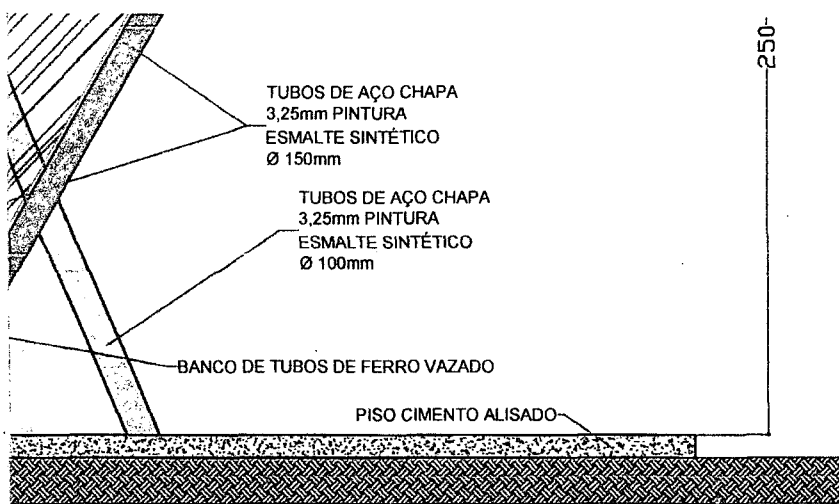 250
TUBOS DE AÇO CHAPA
3,25mm PINTURA
ESMALTE SINTÉTICO
Ø 150mm
TUBOS DE AÇO CHAPA
3,25mm PINTURA
ESMALTE SINTÉTICO
Ø 100mm
BANCO DE TUBOS DE FERRO VAZADO
PISO CIMENTO ALISADO